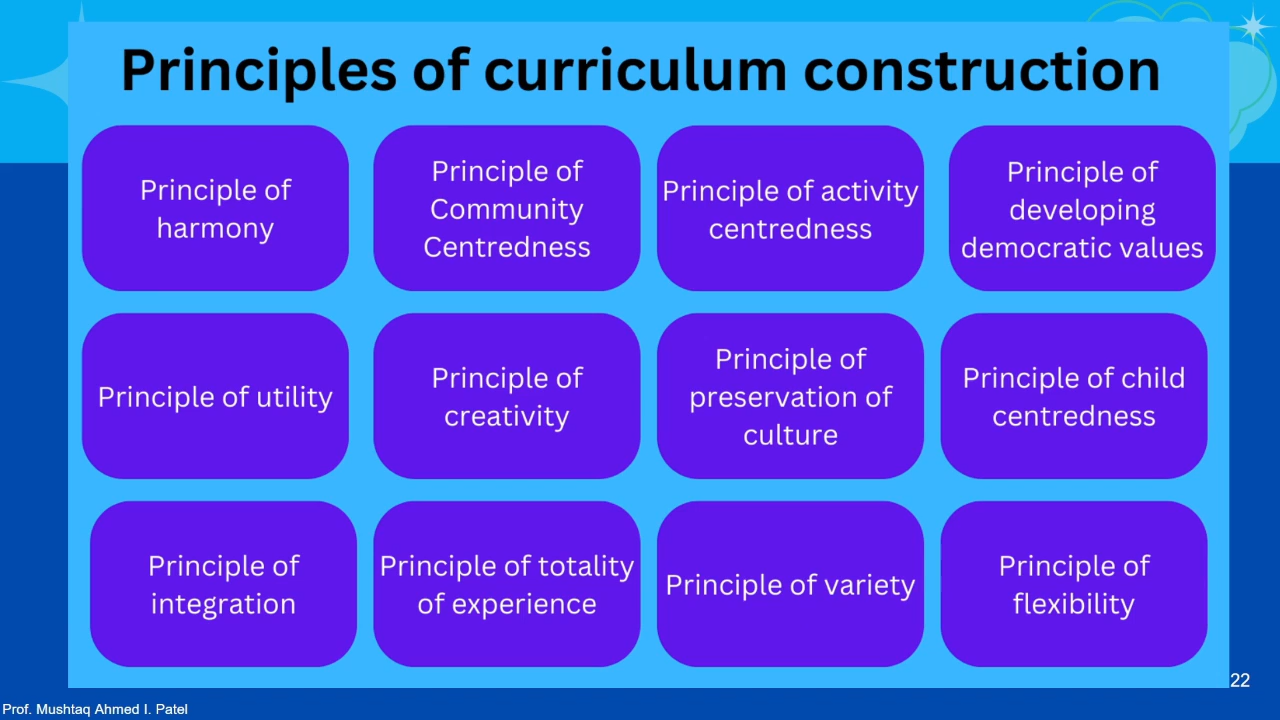 Principles of curriculum construction
Principle of
harmony
Principle of
Community
Centredness
Principle of activity
centredness
Principle of
developing
democratic values
Principle of utility
Principle of
creativity
Principle of
preservation of
culture
Principle of child
centredness
Principle of
integration
Principle of totality
of experience
Principle of variety
Principle of
flexibility
22
Prof. Mushtaq Ahmed I. Patel